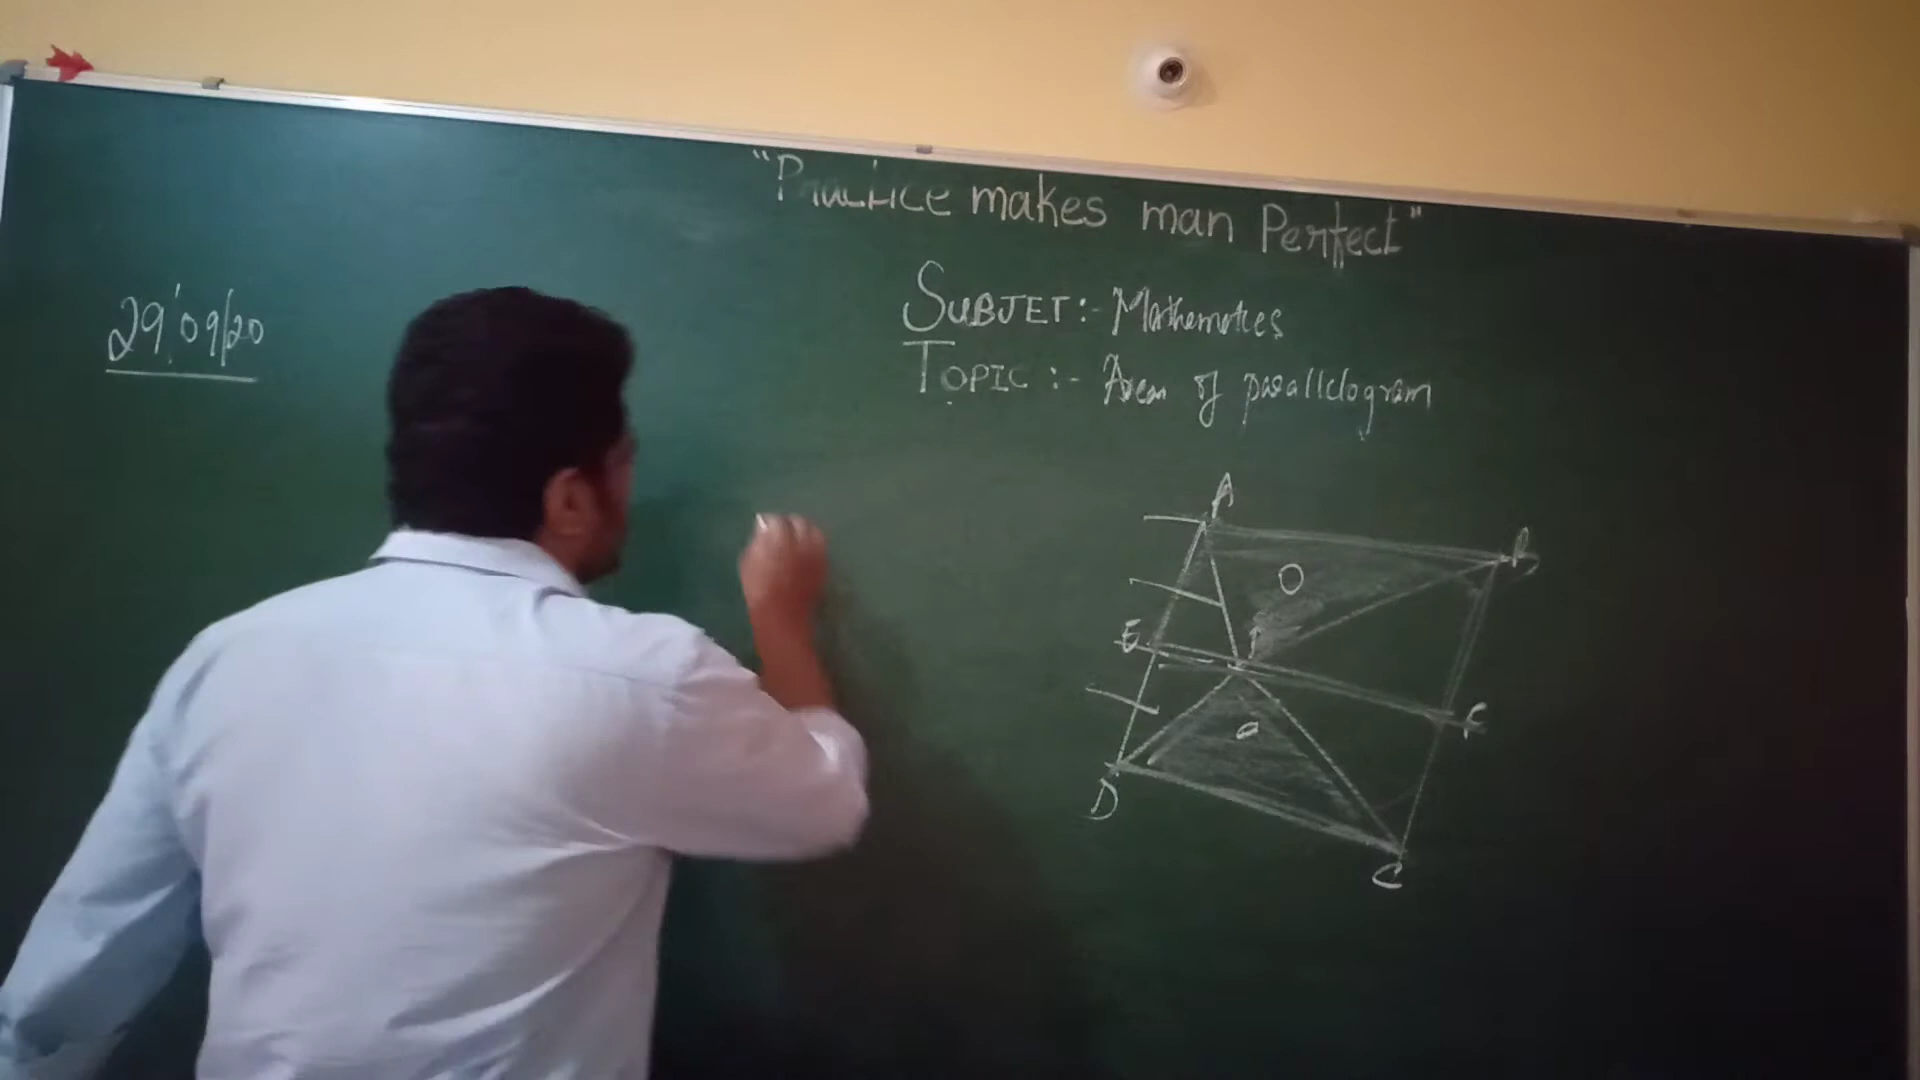 "Practice makes man Perfect"
29/09/20
SUBJET:- Mathematics
TOPIC :- Area of parallelogram
A
B
O
E
P
F
D
C